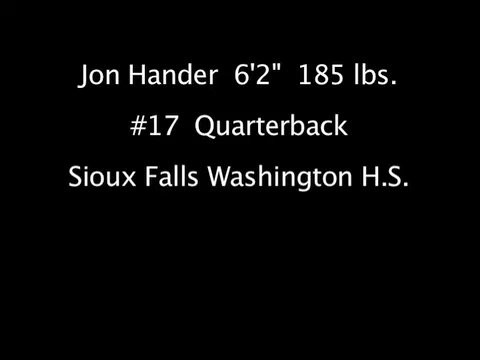 Jon Hander  6'2"  185 lbs.
#17  Quarterback
Sioux Falls Washington H.S.